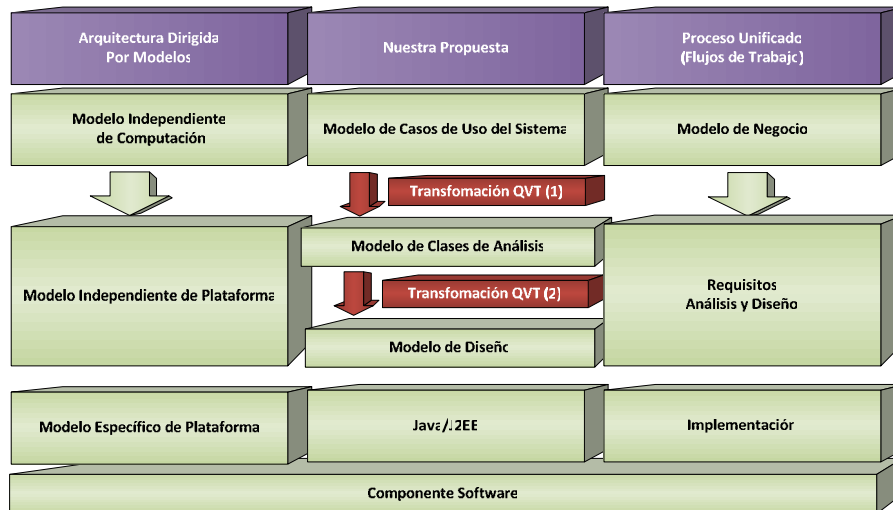 Arquitectura Dirigida
Por Modelos
Nuestra Propuesta
Proceso Unificado
(Flujos de Trabajo)
Modelo Independiente
de Computación
Modelo de Casos de Uso del Sistema
Modelo de Negocio
Transfomación QVT (1)
Modelo de Clases de Análisis
Modelo Independiente de Plataforma
Transfomación QVT (2)
Requisitos
Análisis y Diseño
Modelo de Diseño
Modelo Específico de Plataforma
Java/J2EE
Implementación
Componente Software